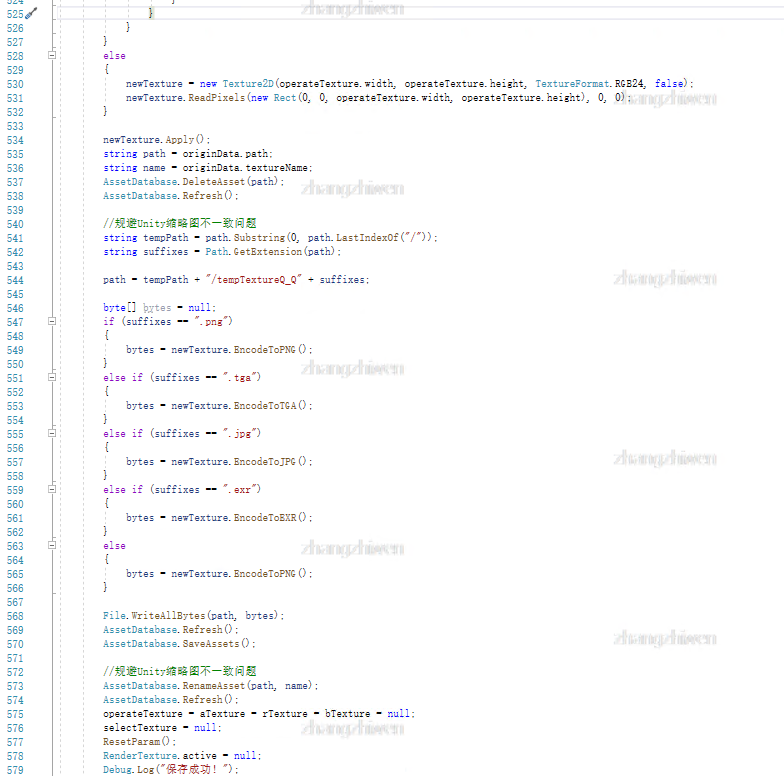 524 }
525 }
526 }
527 }
528 else
529 {
530 newTexture = new Texture2D(operateTexture.width, operateTexture.height, TextureFormat.RGB24, false);
531 newTexture.ReadPixels(new Rect(0, 0, operateTexture.width, operateTexture.height), 0, 0);
532 }
533
534 newTexture.Apply();
535 string path = originData.path;
536 string name = originData.textureName;
537 AssetDatabase.DeleteAsset(path);
538 AssetDatabase.Refresh();
539
540 //规避Unity缩略图不一致问题
541 string tempPath = path.Substring(0, path.LastIndexOf("/"));
542 string suffixes = Path.GetExtension(path);
543
544 path = tempPath + "/tempTextureQ_Q" + suffixes;
545
546 byte[] bytes = null;
547 if (suffixes == ".png")
548 {
549 bytes = newTexture.EncodeToPNG();
550 }
551 else if (suffixes == ".tga")
552 {
553 bytes = newTexture.EncodeToTGA();
554 }
555 else if (suffixes == ".jpg")
556 {
557 bytes = newTexture.EncodeToJPG();
558 }
559 else if (suffixes == ".exr")
560 {
561 bytes = newTexture.EncodeToEXR();
562 }
563 else
564 {
565 bytes = newTexture.EncodeToPNG();
566 }
567
568 File.WriteAllBytes(path, bytes);
569 AssetDatabase.Refresh();
570 AssetDatabase.SaveAssets();
571
572 //规避Unity缩略图不一致问题
573 AssetDatabase.RenameAsset(path, name);
574 AssetDatabase.Refresh();
575 operateTexture = aTexture = rTexture = bTexture = null;
576 selectTexture = null;
577 ResetParam();
578 RenderTexture.active = null;
579 Debug.Log("保存成功！");